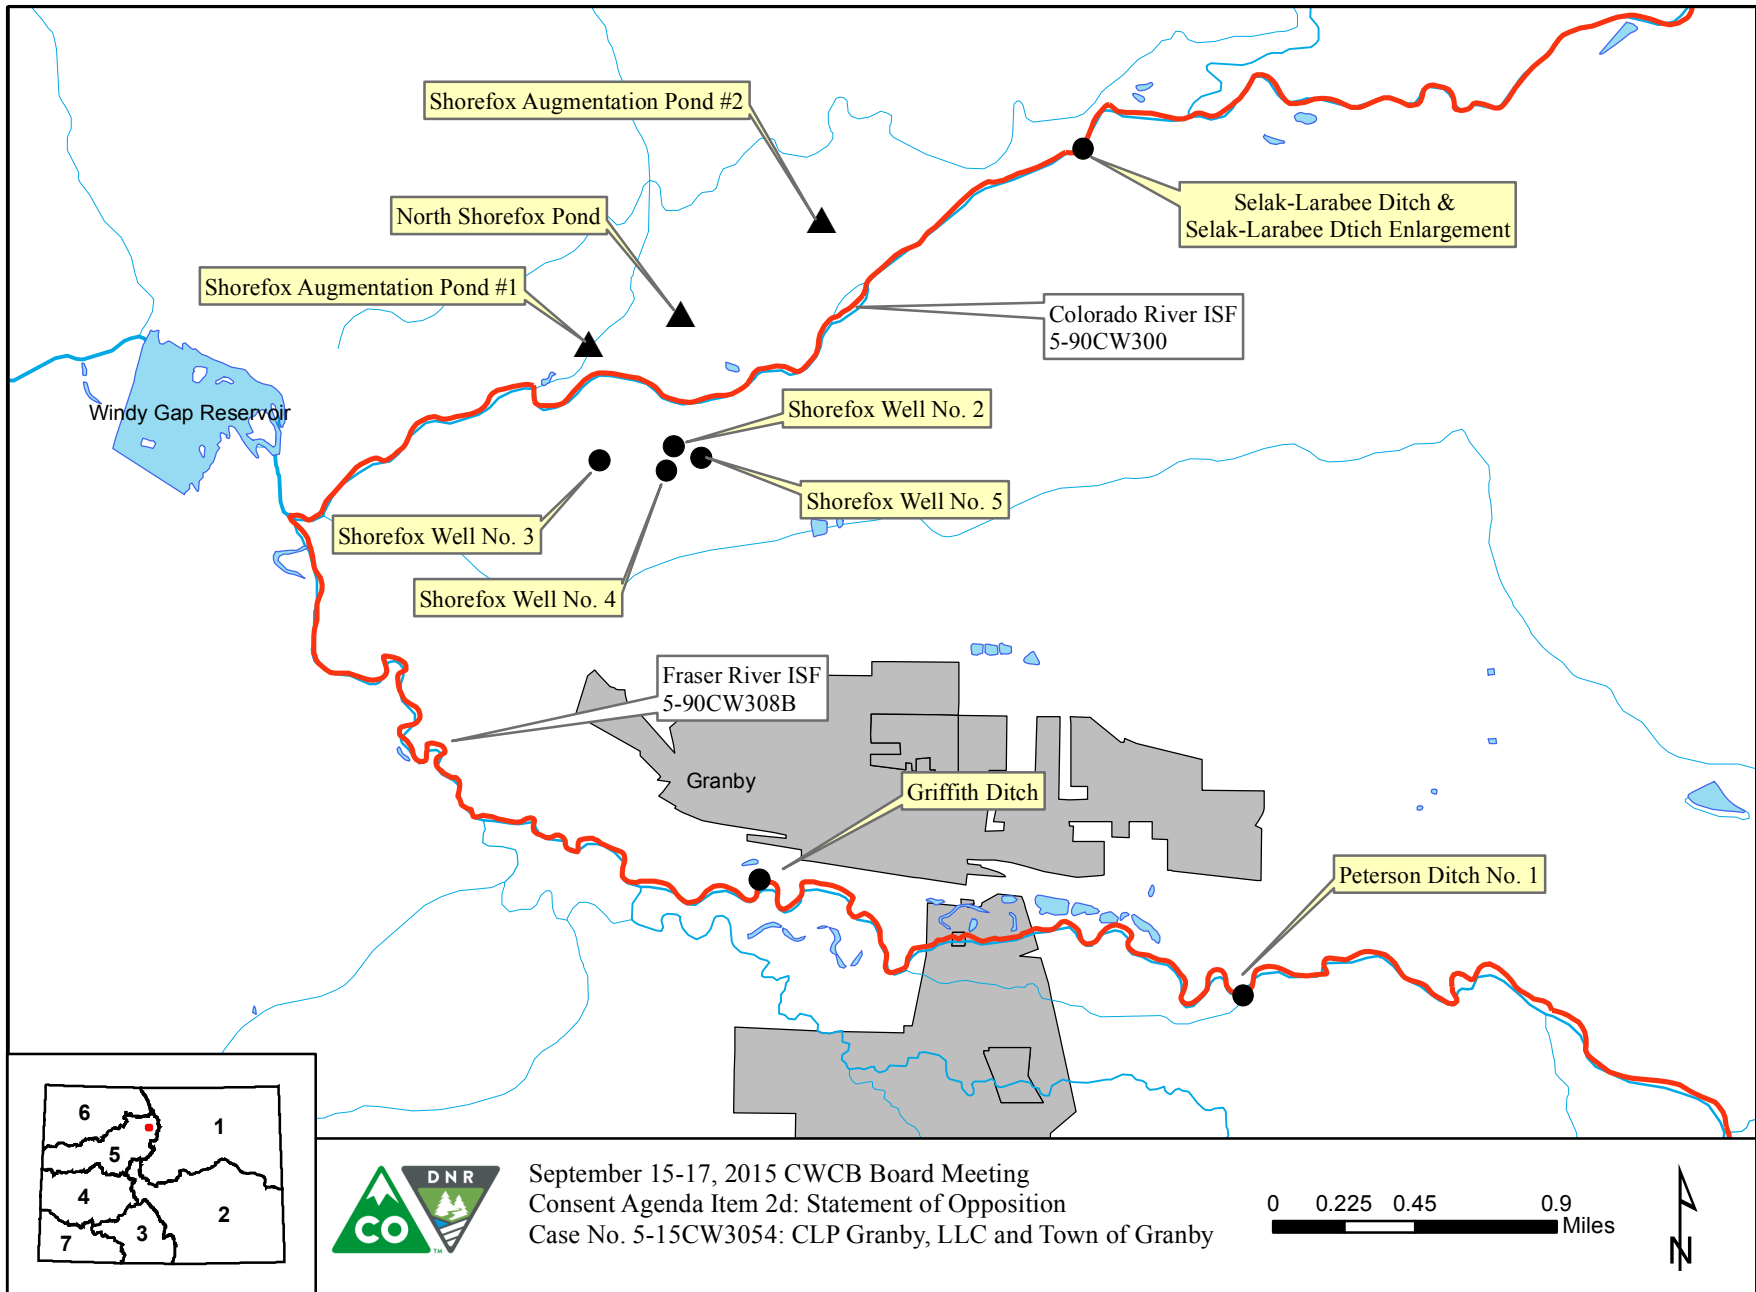 Shorefox Augmentation Pond #2
Selak-Larabee Ditch &
Selak-Larabee Dtich Enlargement
North Shorefox Pond
Shorefox Augmentation Pond #1
Colorado River ISF
5-90CW300
Windy Gap Reservoir
Shorefox Well No. 2
Shorefox Well No. 5
Shorefox Well No. 3
Shorefox Well No. 4
Fraser River ISF
5-90CW308B
Granby
Griffith Ditch
Peterson Ditch No. 1
6
1
5
4
2
3
7
CO
TM
DNR
September 15-17, 2015 CWCB Board Meeting
Consent Agenda Item 2d: Statement of Opposition
Case No. 5-15CW3054: CLP Granby, LLC and Town of Granby
0 0.225 0.45 0.9
Miles
N